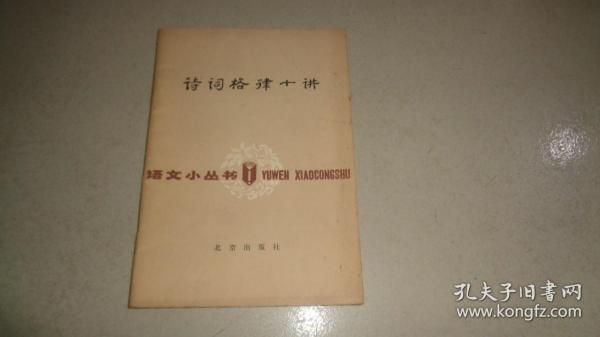 诗词格律十讲
语文小丛书 YUWEN XIAOCONGSHU
北京出版社
孔夫子旧书网
www.kongfz.com